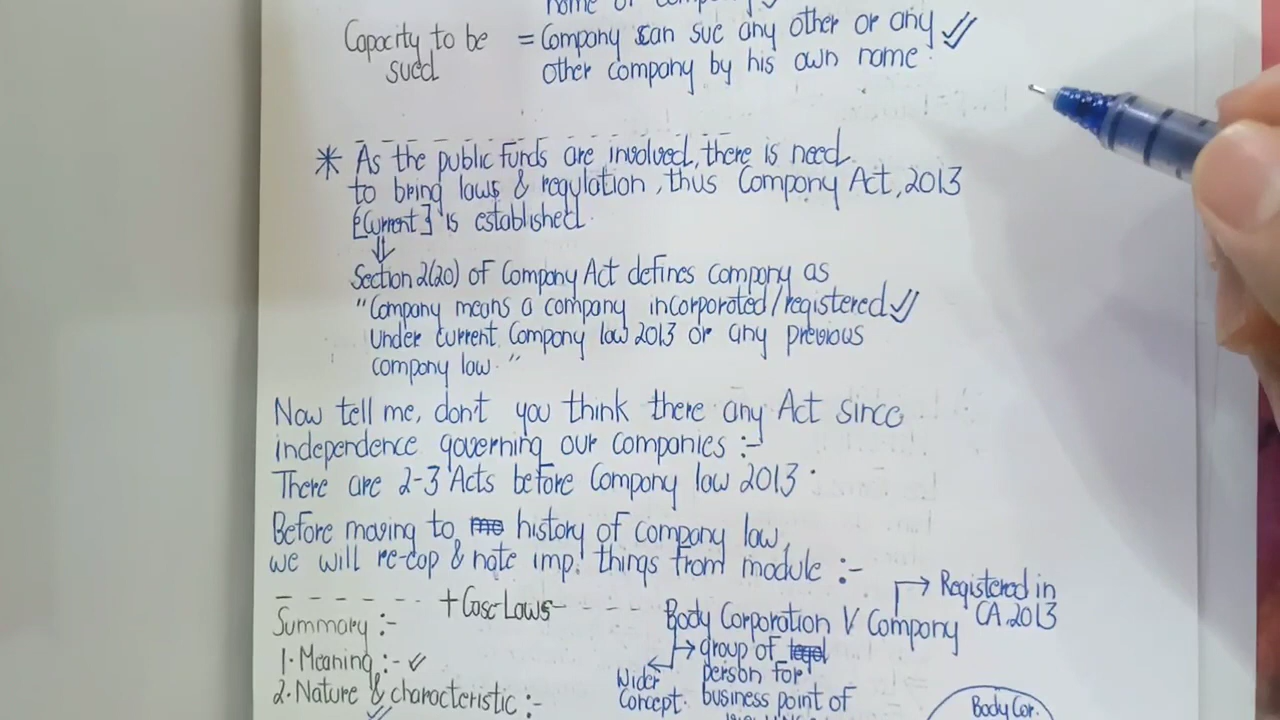 name of company
Capacity to be = Company can sue any other or any
sued other company by his own name.
* As the public funds are involved, there is need
to bring laws & regulation, thus Company Act, 2013
[Current] is established.
Section 2(20) of Company Act defines company as
"Company means a company incorporated/registered
under current Company law 2013 or any previous
company law."
Now tell me, don't you think there any Act since
independence governing our companies :-
There are 2-3 Acts before Company law 2013.
Before moving to history of company law,
we will re-cap & note imp. things from module :-
Registered in
CA.2013
+ Case-Laws
Summary :-
Body Corporation V Company
1. Meaning :-
group of legal
person for
business point of
Wider
concept.
2. Nature & characteristic :-
Body Cor.